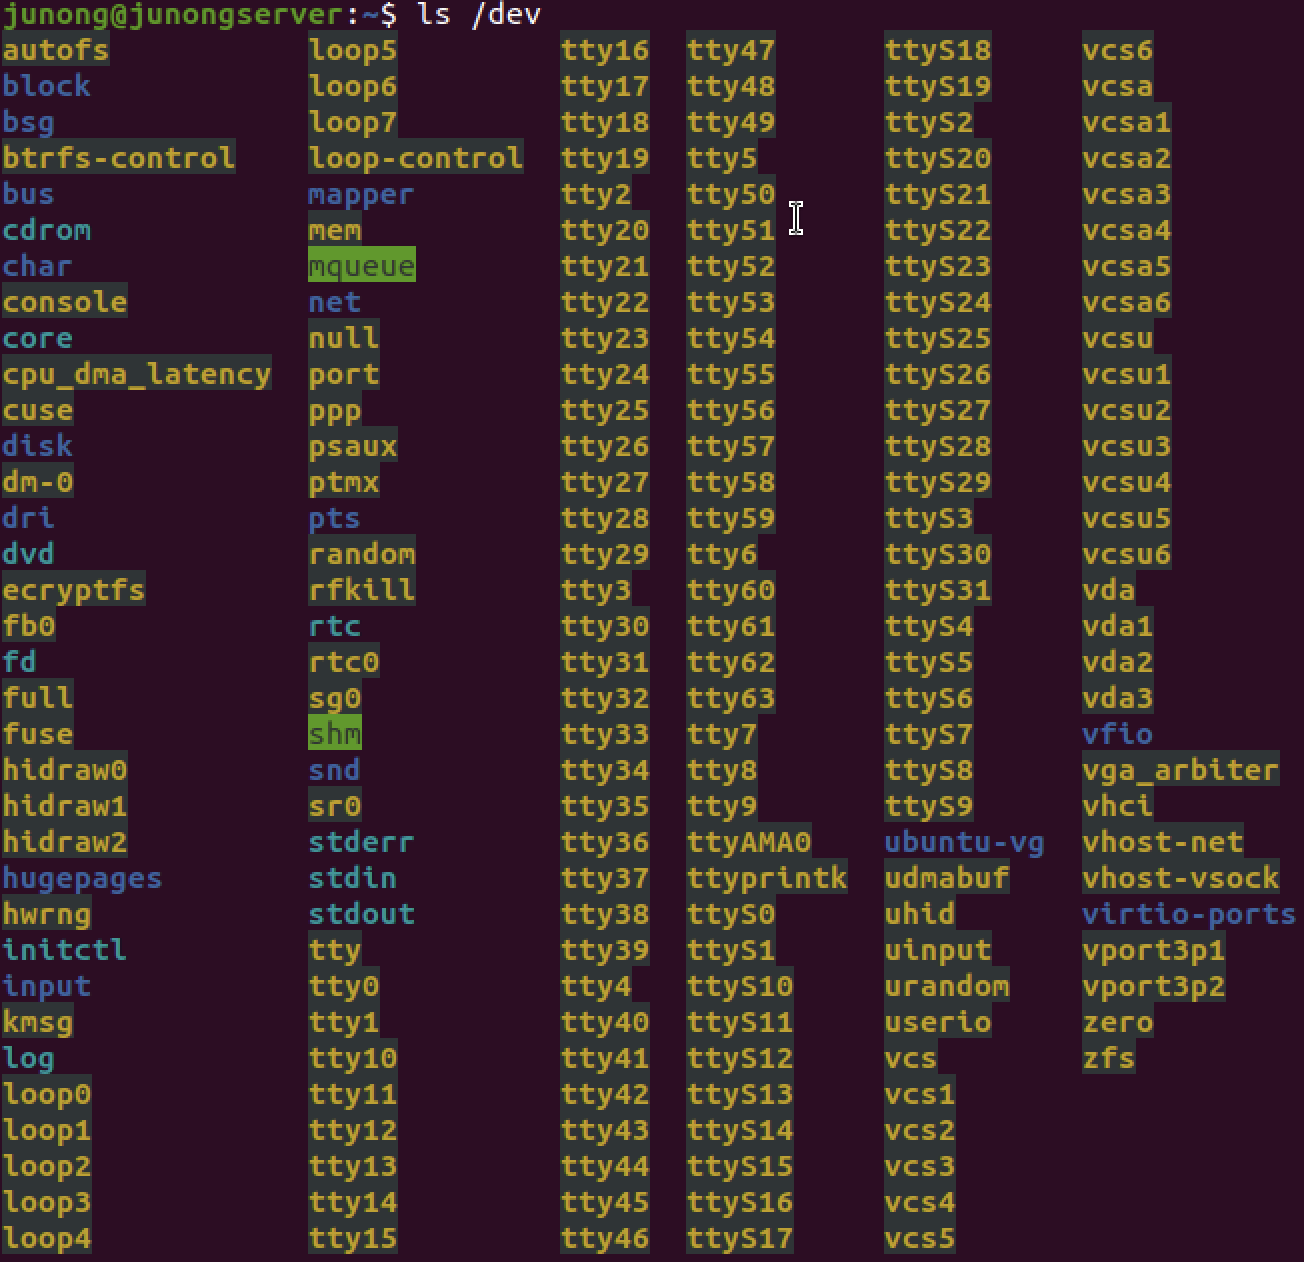 junong@junongserver:~$ ls /dev
autofs loop5 tty16 tty47 ttyS18 vcs6
block loop6 tty17 tty48 ttyS19 vcsa
bsg loop7 tty18 tty49 ttyS2 vcsa1
btrfs-control loop-control tty19 tty5 ttyS20 vcsa2
bus mapper tty2 tty50 ttyS21 vcsa3
cdrom mem tty20 tty51 ttyS22 vcsa4
char mqueue tty21 tty52 ttyS23 vcsa5
console net tty22 tty53 ttyS24 vcsa6
core null tty23 tty54 ttyS25 vcsu
cpu_dma_latency port tty24 tty55 ttyS26 vcsu1
cuse ppp tty25 tty56 ttyS27 vcsu2
disk psaux tty26 tty57 ttyS28 vcsu3
dm-0 ptmx tty27 tty58 ttyS29 vcsu4
dri pts tty28 tty59 ttyS3 vcsu5
dvd random tty29 tty6 ttyS30 vcsu6
ecryptfs rfkill tty3 tty60 ttyS31 vda
fb0 rtc tty30 tty61 ttyS4 vda1
fd rtc0 tty31 tty62 ttyS5 vda2
full sg0 tty32 tty63 ttyS6 vda3
fuse shm tty33 tty7 ttyS7 vfio
hidraw0 snd tty34 tty8 ttyS8 vga_arbiter
hidraw1 sr0 tty35 tty9 ttyS9 vhci
hidraw2 stderr tty36 ttyAMA0 ubuntu-vg vhost-net
hugepages stdin tty37 ttyprintk udmabuf vhost-vsock
hwrng stdout tty38 ttyS0 uhid virtio-ports
initctl tty tty39 ttyS1 uinput vport3p1
input tty0 tty4 ttyS10 urandom vport3p2
kmsg tty1 tty40 ttyS11 userio zero
log tty10 tty41 ttyS12 vcs zfs
loop0 tty11 tty42 ttyS13 vcs1
loop1 tty12 tty43 ttyS14 vcs2
loop2 tty13 tty44 ttyS15 vcs3
loop3 tty14 tty45 ttyS16 vcs4
loop4 tty15 tty46 ttyS17 vcs5